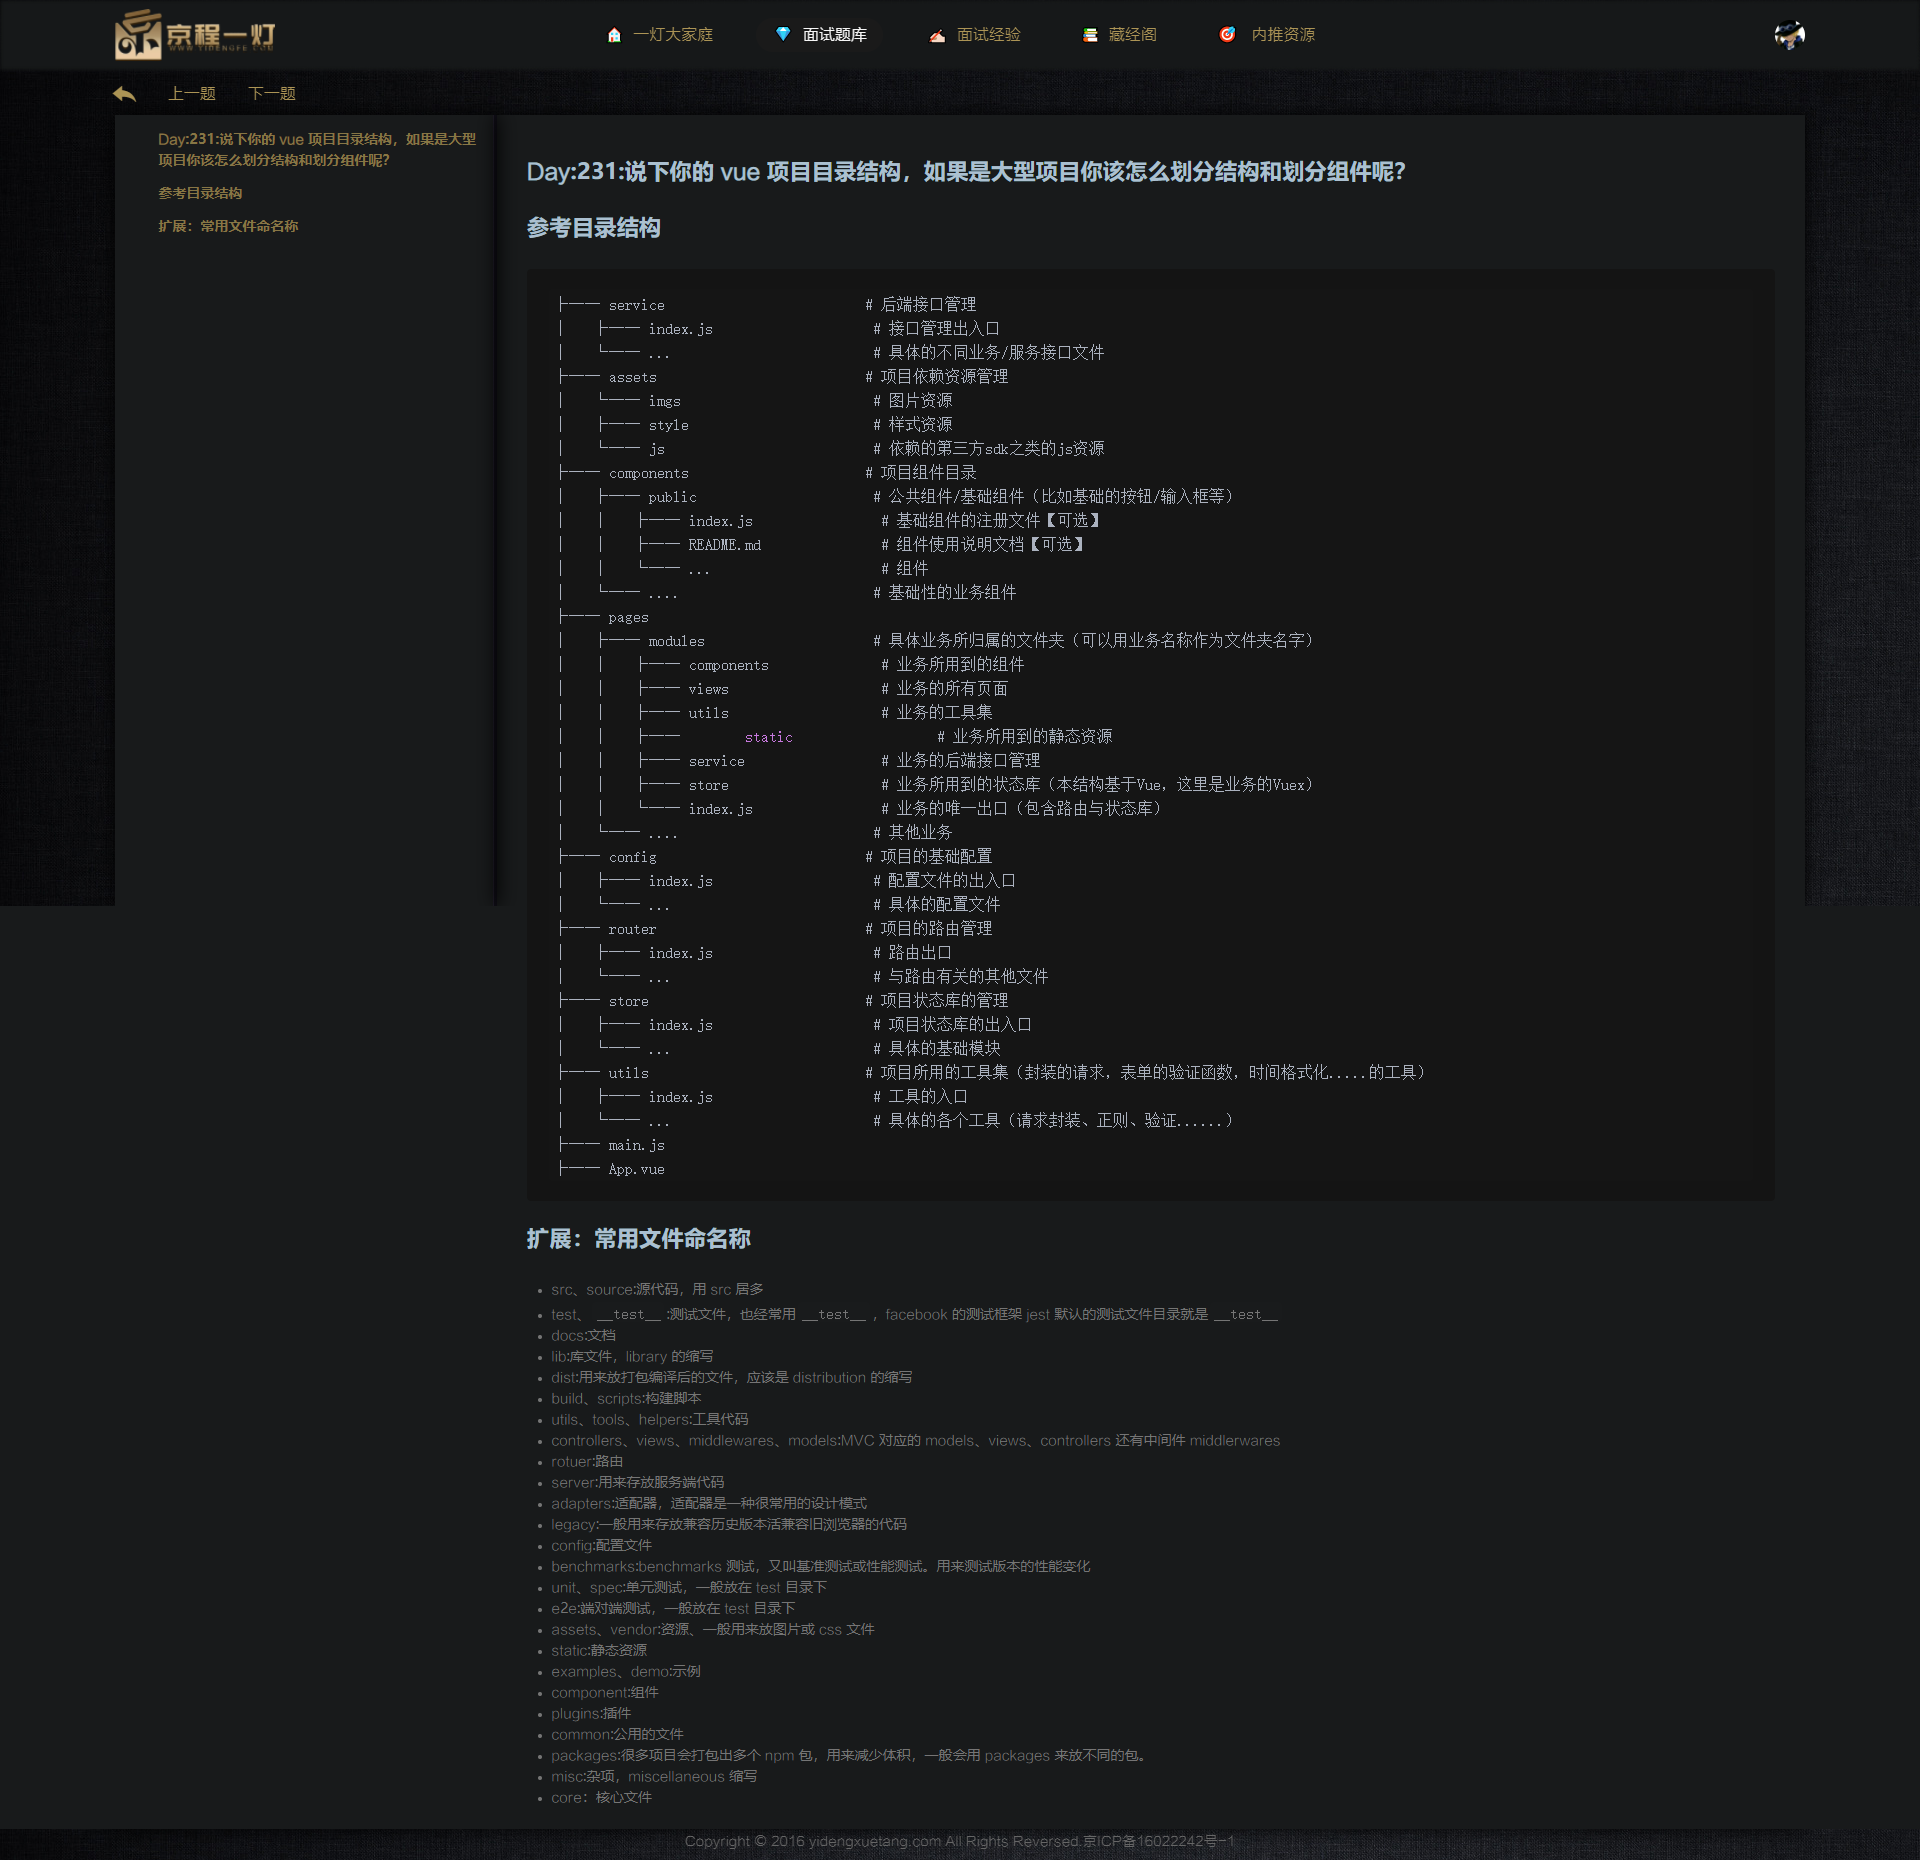 京程一灯
WWW.YIDENGFE.COM
一灯大家庭
面试题库
面试经验
藏经阁
内推资源
上一题
下一题
Day:231:说下你的 vue 项目目录结构，如果是大型
项目你该怎么划分结构和划分组件呢？
参考目录结构
扩展：常用文件命名称
Day:231:说下你的 vue 项目目录结构，如果是大型项目你该怎么划分结构和划分组件呢？
参考目录结构
├── service # 后端接口管理
│ ├── index.js # 接口管理出入口
│ └── ... # 具体的不同业务/服务接口文件
├── assets # 项目依赖资源管理
│ └── imgs # 图片资源
│ ├── style # 样式资源
│ └── js # 依赖的第三方sdk之类的js资源
├── components # 项目组件目录
│ ├── public # 公共组件/基础组件（比如基础的按钮/输入框等）
│ │ ├── index.js # 基础组件的注册文件【可选】
│ │ ├── README.md # 组件使用说明文档【可选】
│ │ └── ... # 组件
│ └── .... # 基础性的业务组件
├── pages
│ ├── modules # 具体业务所归属的文件夹（可以用业务名称作为文件夹名字）
│ │ ├── components # 业务所用到的组件
│ │ ├── views # 业务的所有页面
│ │ ├── utils # 业务的工具集
│ │ ├── static # 业务所用到的静态资源
│ │ ├── service # 业务的后端接口管理
│ │ ├── store # 业务所用到的状态库（本结构基于Vue，这里是业务的Vuex）
│ │ └── index.js # 业务的唯一出口（包含路由与状态库）
│ └── .... # 其他业务
├── config # 项目的基础配置
│ ├── index.js # 配置文件的出入口
│ └── ... # 具体的配置文件
├── router # 项目的路由管理
│ ├── index.js # 路由出口
│ └── ... # 与路由有关的其他文件
├── store # 项目状态库的管理
│ ├── index.js # 项目状态库的出入口
│ └── ... # 具体的基础模块
├── utils # 项目所用的工具集（封装的请求，表单的验证函数，时间格式化.....的工具）
│ ├── index.js # 工具的入口
│ └── ... # 具体的各个工具（请求封装、正则、验证......）
├── main.js
├── App.vue
扩展：常用文件命名称
• src、source:源代码，用 src 居多
• test、 __test__ :测试文件，也经常用 __test__ ，facebook 的测试框架 jest 默认的测试文件目录就是 __test__
• docs:文档
• lib:库文件，library 的缩写
• dist:用来放打包编译后的文件，应该是 distribution 的缩写
• build、scripts:构建脚本
• utils、tools、helpers:工具代码
• controllers、views、middlewares、models:MVC 对应的 models、views、controllers 还有中间件 middlerwares
• rotuer:路由
• server:用来存放服务端代码
• adapters:适配器，适配器是一种很常用的设计模式
• legacy:一般用来存放兼容历史版本活兼容旧浏览器的代码
• config:配置文件
• benchmarks:benchmarks 测试，又叫基准测试或性能测试。用来测试版本的性能变化
• unit、spec:单元测试，一般放在 test 目录下
• e2e:端对端测试，一般放在 test 目录下
• assets、vendor:资源、一般用来放图片或 css 文件
• static:静态资源
• examples、demo:示例
• component:组件
• plugins:插件
• common:公用的文件
• packages:很多项目会打包出多个 npm 包，用来减少体积，一般会用 packages 来放不同的包。
• misc:杂项，miscellaneous 缩写
• core：核心文件
Copyright © 2016 yidengxuetang.com All Rights Reversed.京ICP备16022242号-1